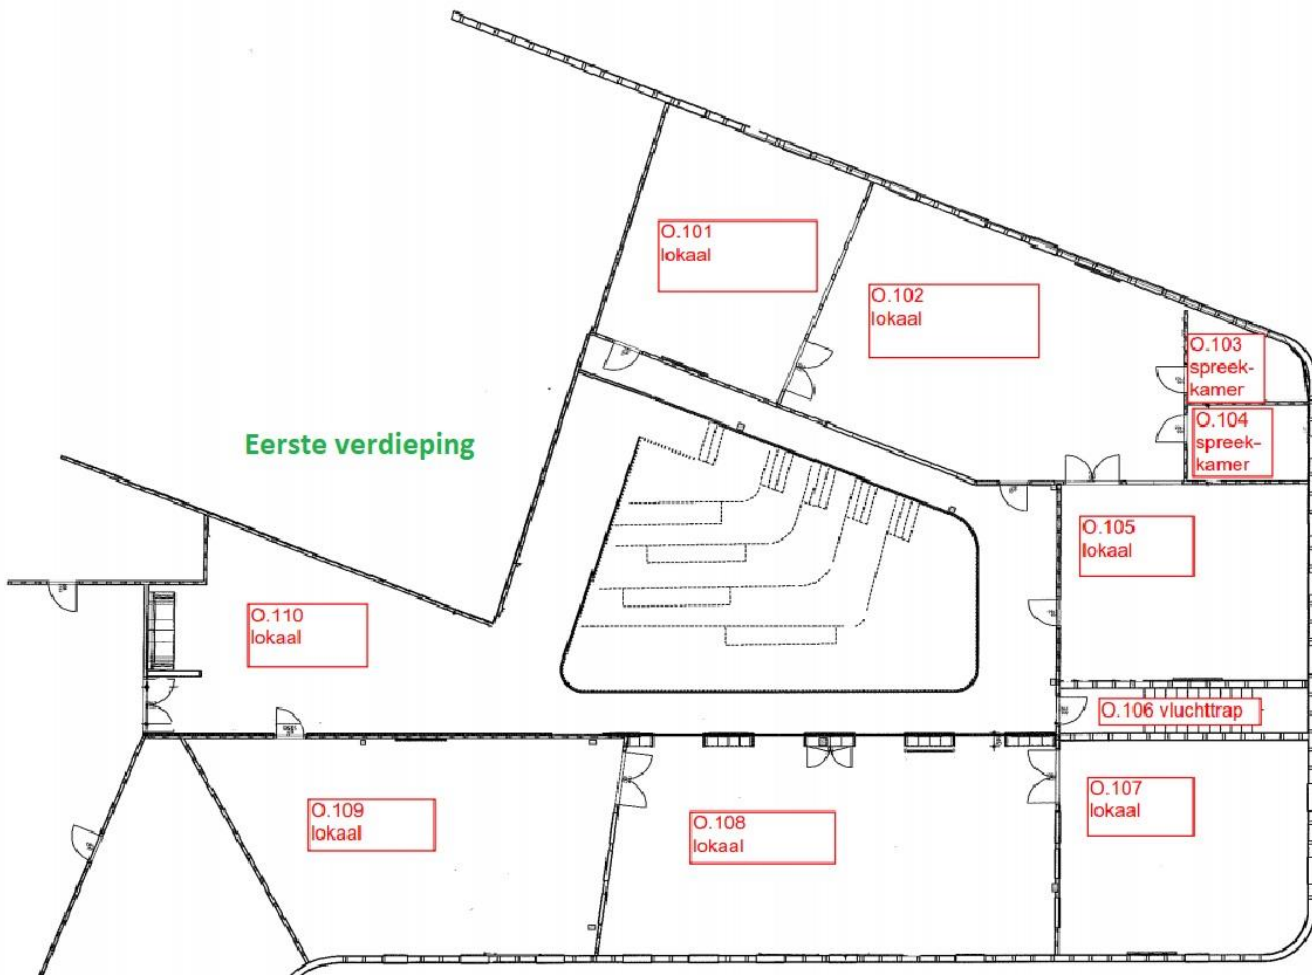 O.101
lokaal
O.102
lokaal
O.103
spreek-
kamer
O.104
spreek-
kamer
Eerste verdieping
O.105
lokaal
O.110
lokaal
O.106 vluchttrap
O.107
lokaal
O.109
lokaal
O.108
lokaal